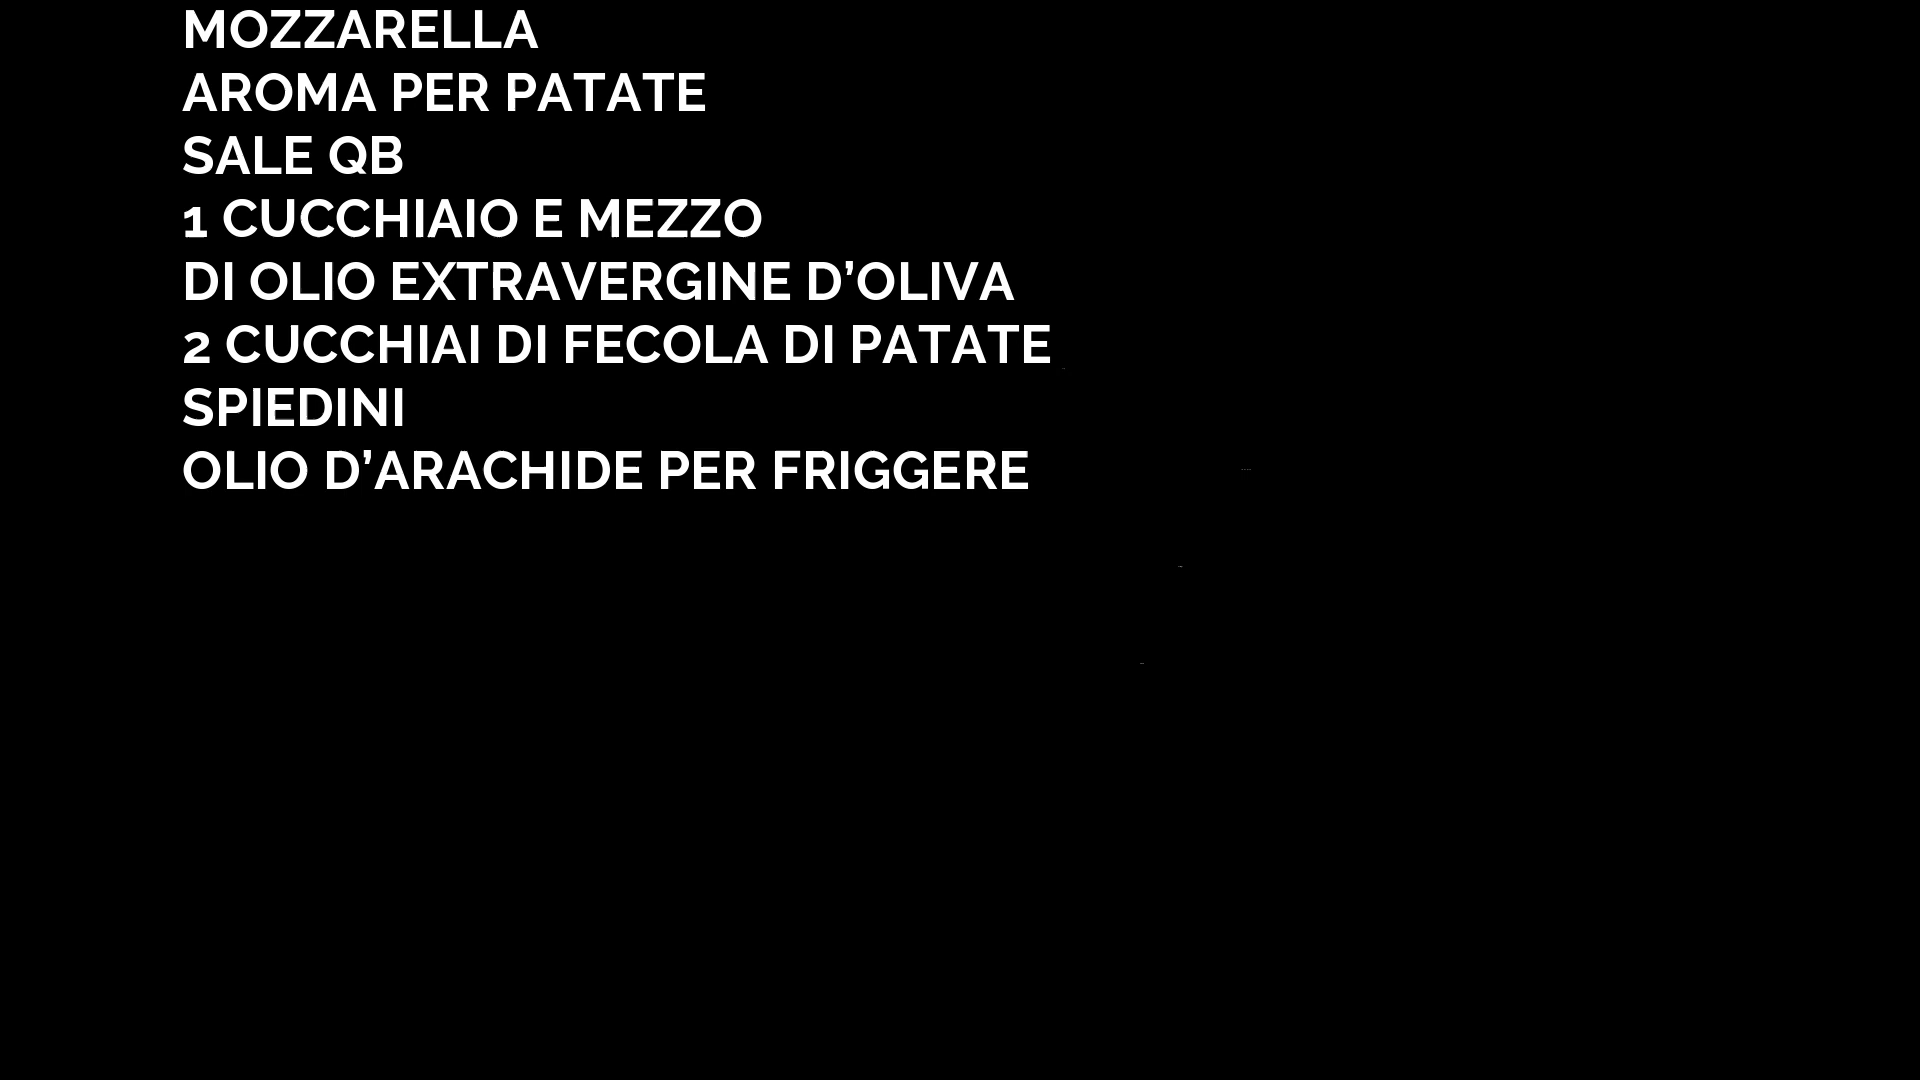 MOZZARELLA
AROMA PER PATATE
SALE QB
1 CUCCHIAIO E MEZZO
DI OLIO EXTRAVERGINE D’OLIVA
2 CUCCHIAI DI FECOLA DI PATATE
SPIEDINI
OLIO D’ARACHIDE PER FRIGGERE